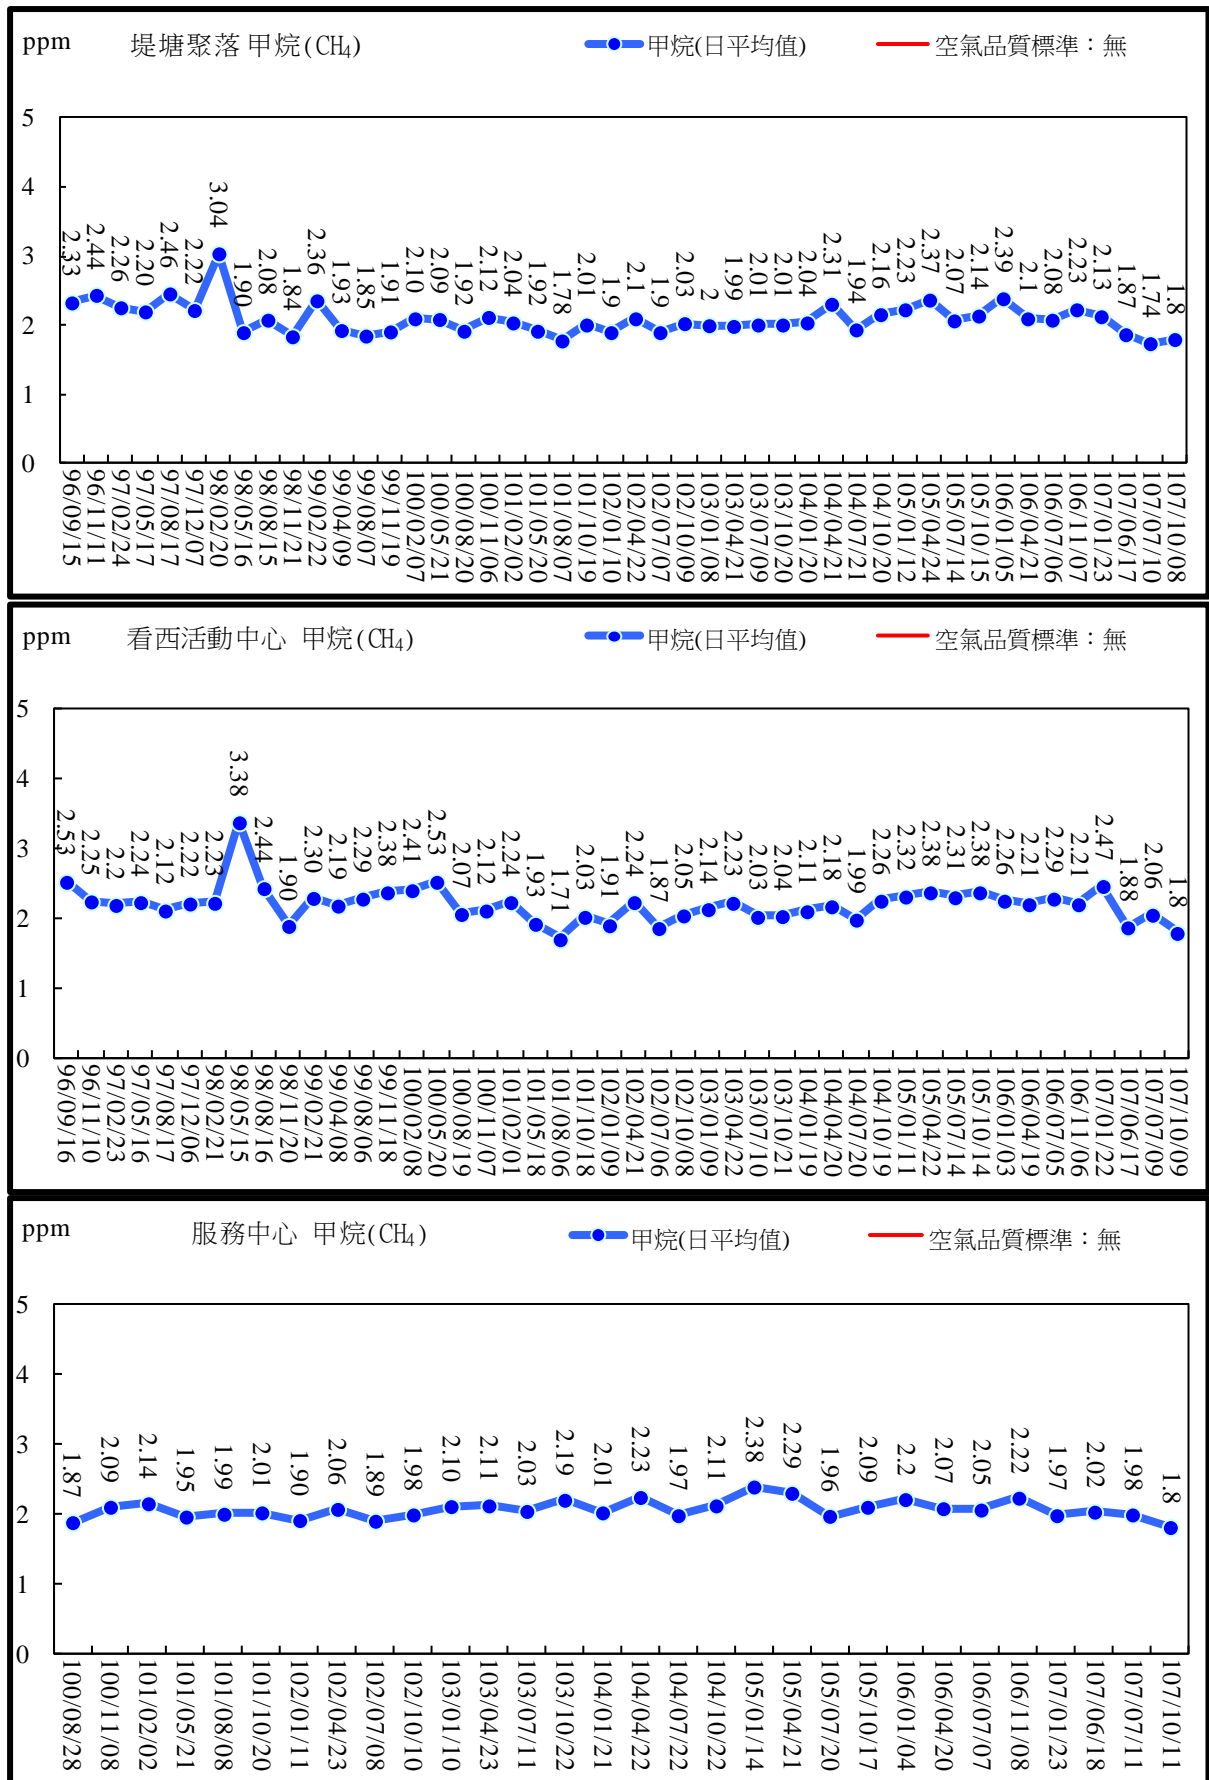 ppm 堤塘聚落 甲烷(CH₄) 甲烷(日平均值) 空氣品質標準：無
5
4
3
2
1
0
2.33 2.44 2.26 2.20 2.46 2.22 3.04 1.90 2.08 1.84 2.36 1.93 1.85 1.91 2.10 2.09 1.92 2.12 2.04 1.92 1.78 2.01 1.9 2.1 1.9 2.03 2 1.99 2.01 2.01 2.04 2.31 1.94 2.16 2.23 2.37 2.07 2.14 2.39 2.1 2.08 2.23 2.13 1.87 1.74 1.8
96/09/15 96/11/11 97/02/24 97/05/17 97/08/17 97/12/07 98/02/20 98/05/16 98/08/15 98/11/21 99/02/22 99/04/09 99/08/07 99/11/19 100/02/07 100/05/21 100/08/20 100/11/06 101/02/02 101/05/20 101/08/07 101/10/19 102/01/10 102/04/22 102/07/07 102/10/09 103/01/08 103/04/21 103/07/09 103/10/20 104/01/20 104/04/21 104/07/21 104/10/20 105/01/12 105/04/24 105/07/14 105/10/15 106/01/05 106/04/21 106/07/06 106/11/07 107/01/23 107/06/17 107/07/10 107/10/08
ppm 看西活動中心 甲烷(CH₄) 甲烷(日平均值) 空氣品質標準：無
5
4
3
2
1
0
2.53 2.25 2.2 2.24 2.12 2.22 2.23 3.38 2.44 1.90 2.30 2.19 2.29 2.38 2.41 2.53 2.07 2.12 2.24 1.93 1.71 2.03 1.91 2.24 1.87 2.05 2.14 2.23 2.03 2.04 2.11 2.18 1.99 2.26 2.32 2.38 2.31 2.38 2.26 2.21 2.29 2.21 2.47 1.88 2.06 1.8
96/09/16 96/11/10 97/02/23 97/05/16 97/08/17 97/12/06 98/02/21 98/05/15 98/08/16 98/11/20 99/02/21 99/04/08 99/08/06 99/11/18 100/02/08 100/05/20 100/08/19 100/11/07 101/02/01 101/05/18 101/08/06 101/10/18 102/01/09 102/04/21 102/07/06 102/10/08 103/01/09 103/04/22 103/07/10 103/10/21 104/01/19 104/04/20 104/07/20 104/10/19 105/01/11 105/04/22 105/07/14 105/10/14 106/01/03 106/04/19 106/07/05 106/11/06 107/01/22 107/06/17 107/07/09 107/10/09
ppm 服務中心 甲烷(CH₄) 甲烷(日平均值) 空氣品質標準：無
5
4
3
2
1
0
1.87 2.09 2.14 1.95 1.99 2.01 1.90 2.06 1.89 1.98 2.10 2.11 2.03 2.19 2.01 2.23 1.97 2.11 2.38 2.29 1.96 2.09 2.2 2.07 2.05 2.22 1.97 2.02 1.98 1.8
100/08/28 100/11/08 101/02/02 101/05/21 101/08/08 101/10/20 102/01/11 102/04/23 102/07/08 102/10/10 103/01/10 103/04/23 103/07/11 103/10/22 104/01/21 104/04/22 104/07/22 104/10/22 105/01/14 105/04/21 105/07/20 105/10/17 106/01/04 106/04/20 106/07/07 106/11/08 107/01/23 107/06/18 107/07/11 107/10/11